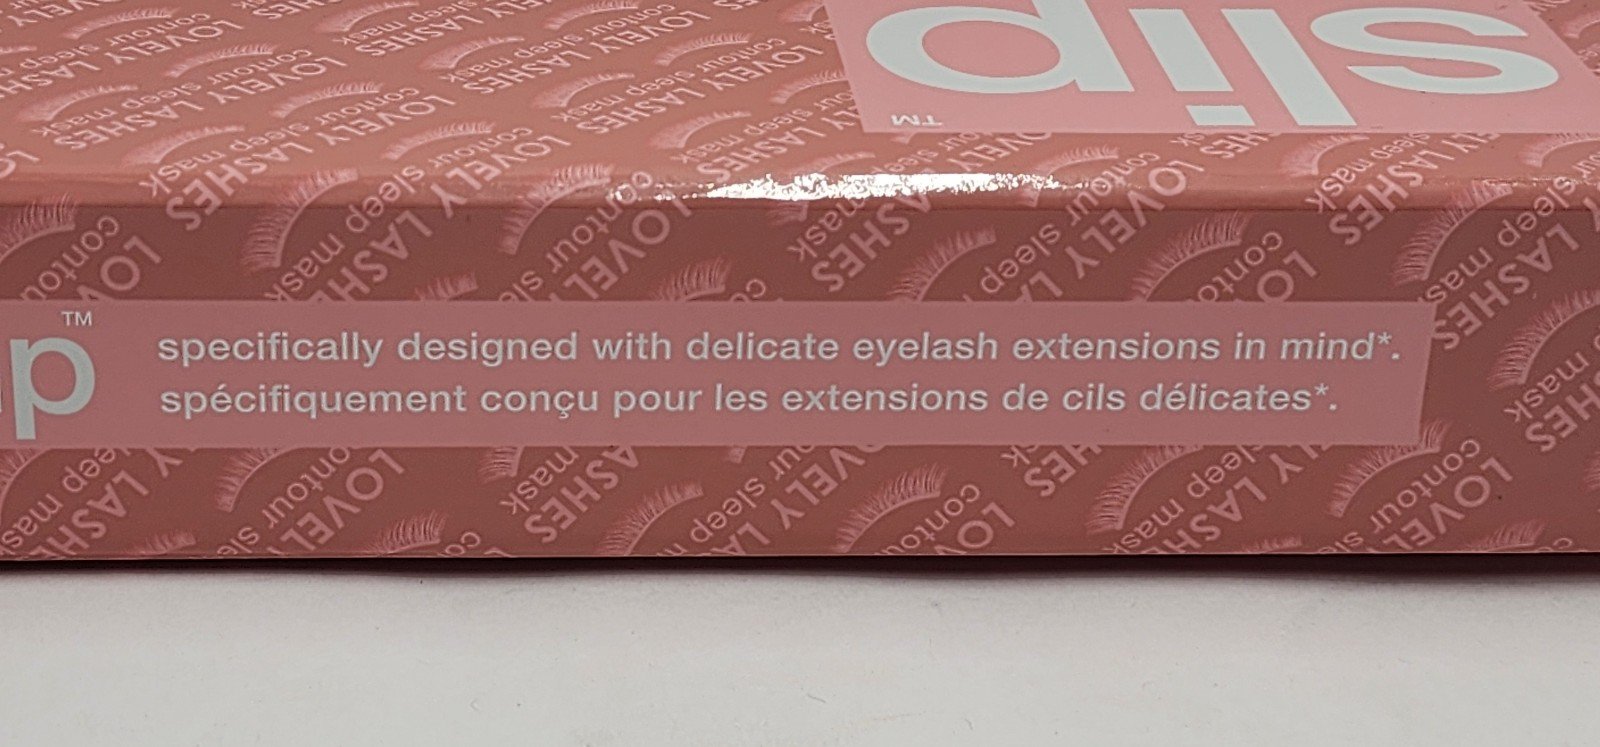 slip
™
LOVELY LASHES
contour sleep mask
™
p
specifically designed with delicate eyelash extensions in mind*.
spécifiquement conçu pour les extensions de cils délicates*.